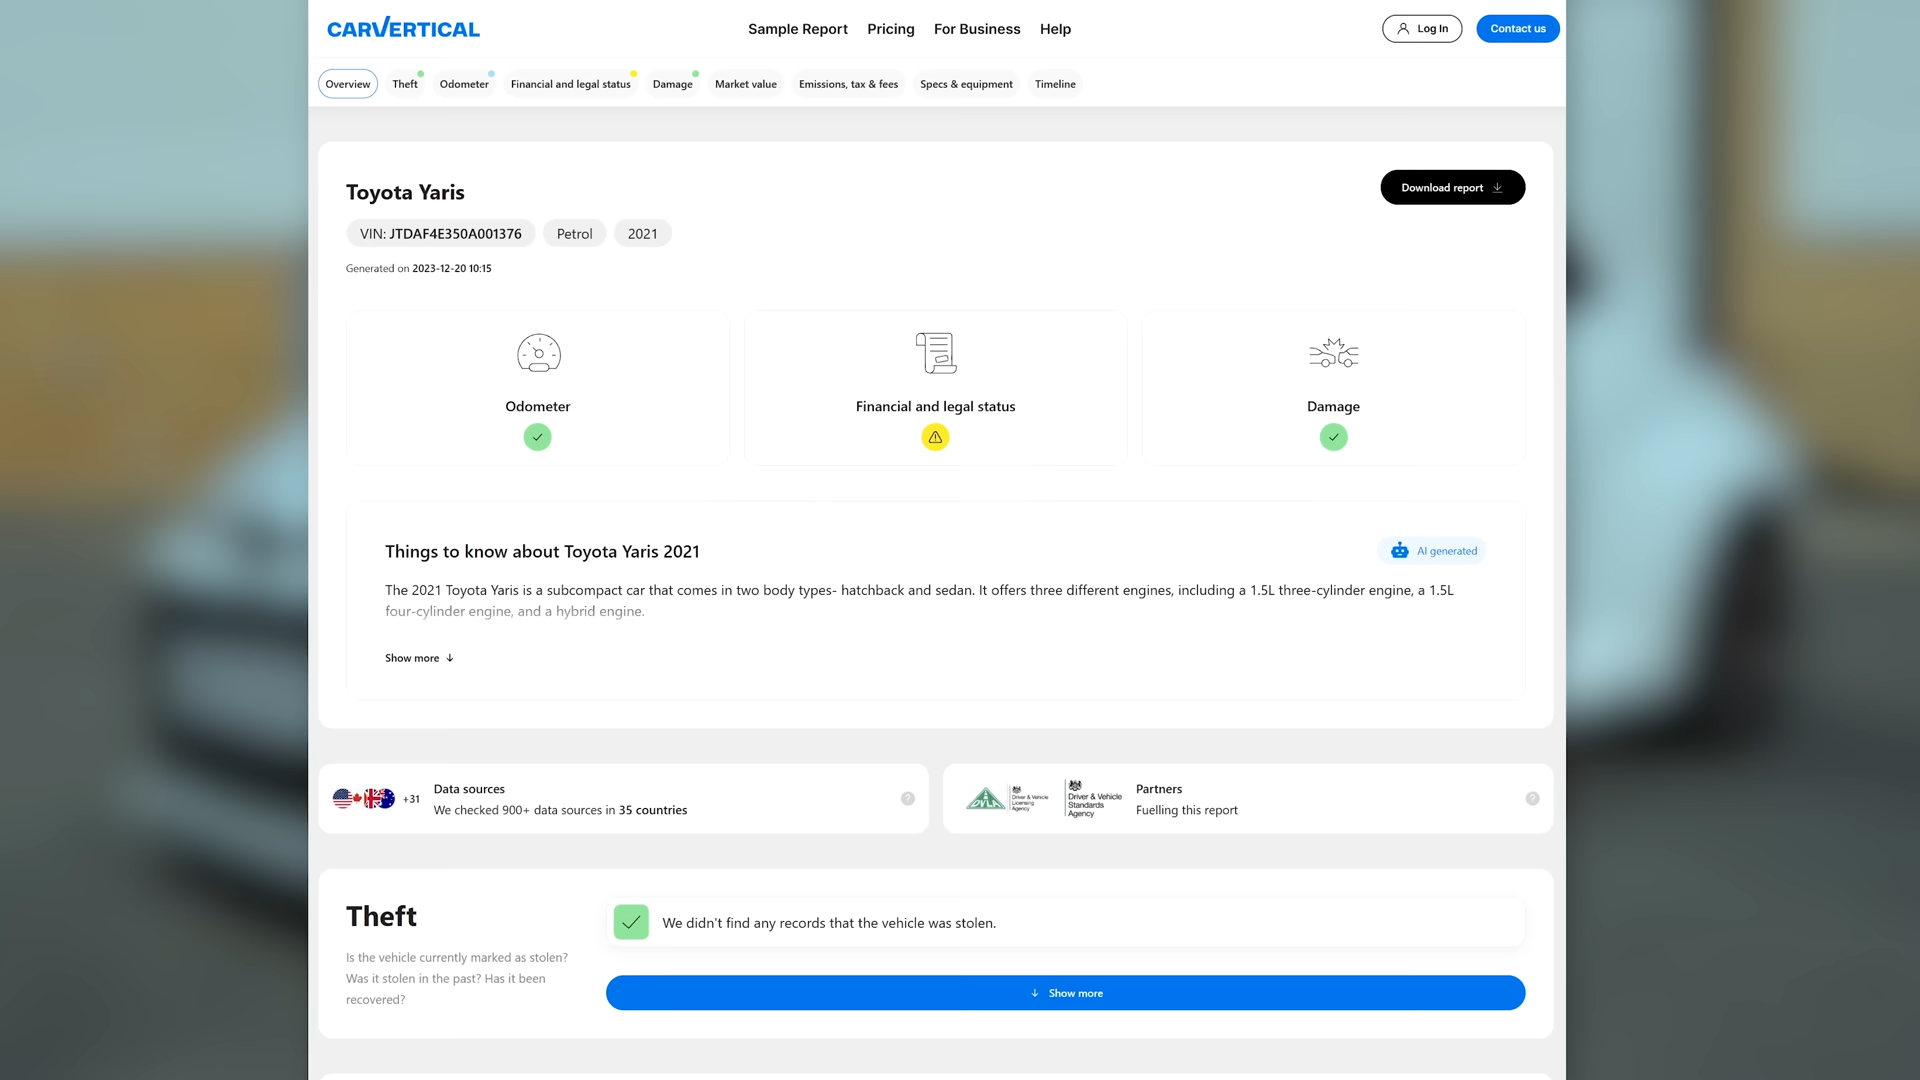 CARVERTICAL
Sample Report
Pricing
For Business
Help
Log In
Contact us
Overview
Theft
Odometer
Financial and legal status
Damage
Market value
Emissions, tax & fees
Specs & equipment
Timeline
Toyota Yaris
Download report
VIN: JTDAF4E350A001376
Petrol
2021
Generated on 2023-12-20 10:15
Odometer
Financial and legal status
Damage
Things to know about Toyota Yaris 2021
AI generated
The 2021 Toyota Yaris is a subcompact car that comes in two body types- hatchback and sedan. It offers three different engines, including a 1.5L three-cylinder engine, a 1.5L
four-cylinder engine, and a hybrid engine.
Show more
+31
Data sources
We checked 900+ data sources in 35 countries
?
DVLA
Driver & Vehicle
Licensing
Agency
Driver & Vehicle
Standards
Agency
Partners
Fuelling this report
?
Theft
Is the vehicle currently marked as stolen?
Was it stolen in the past? Has it been
recovered?
We didn't find any records that the vehicle was stolen.
Show more